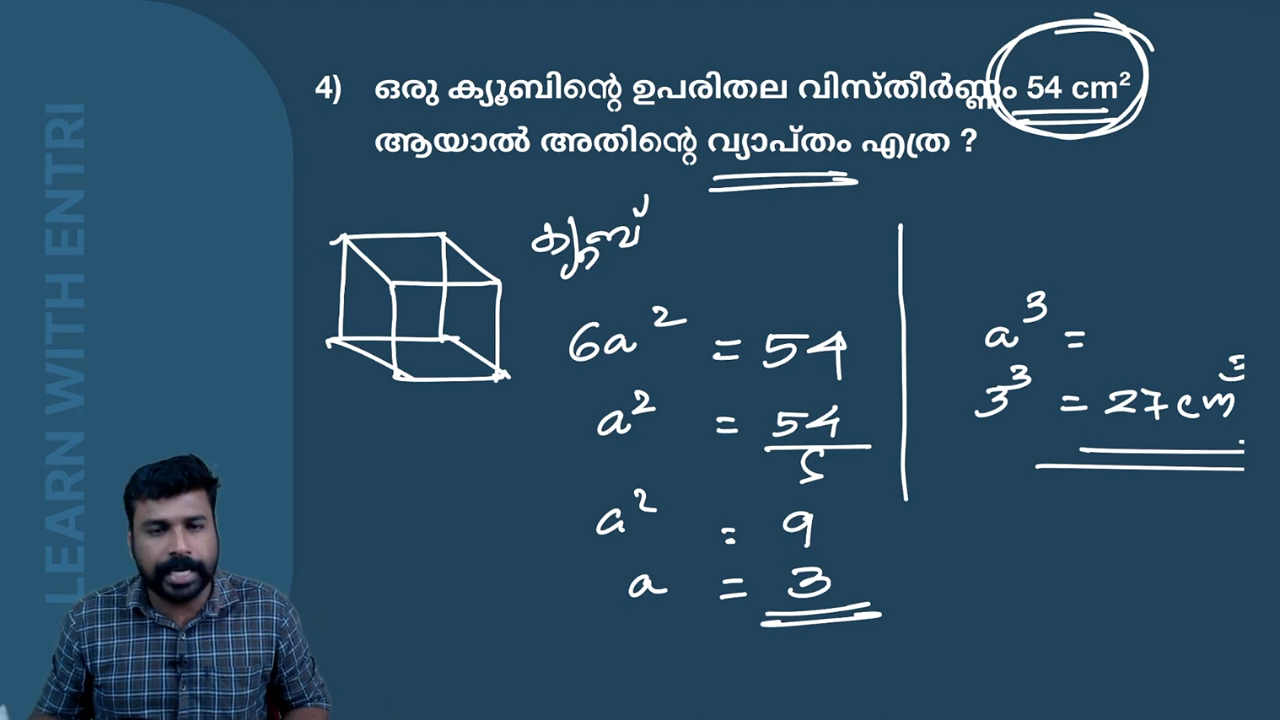 LEARN WITH ENTRI
4) ഒരു ക്യൂബിന്റെ ഉപരിതല വിസ്തീർണ്ണം 54 cm²
ആയാൽ അതിന്റെ വ്യാപ്തം എത്ര ?
ക്യൂബ്
6a² = 54
a² = 54
a² = 9
a = 3
a³ =
3³ = 27cm³